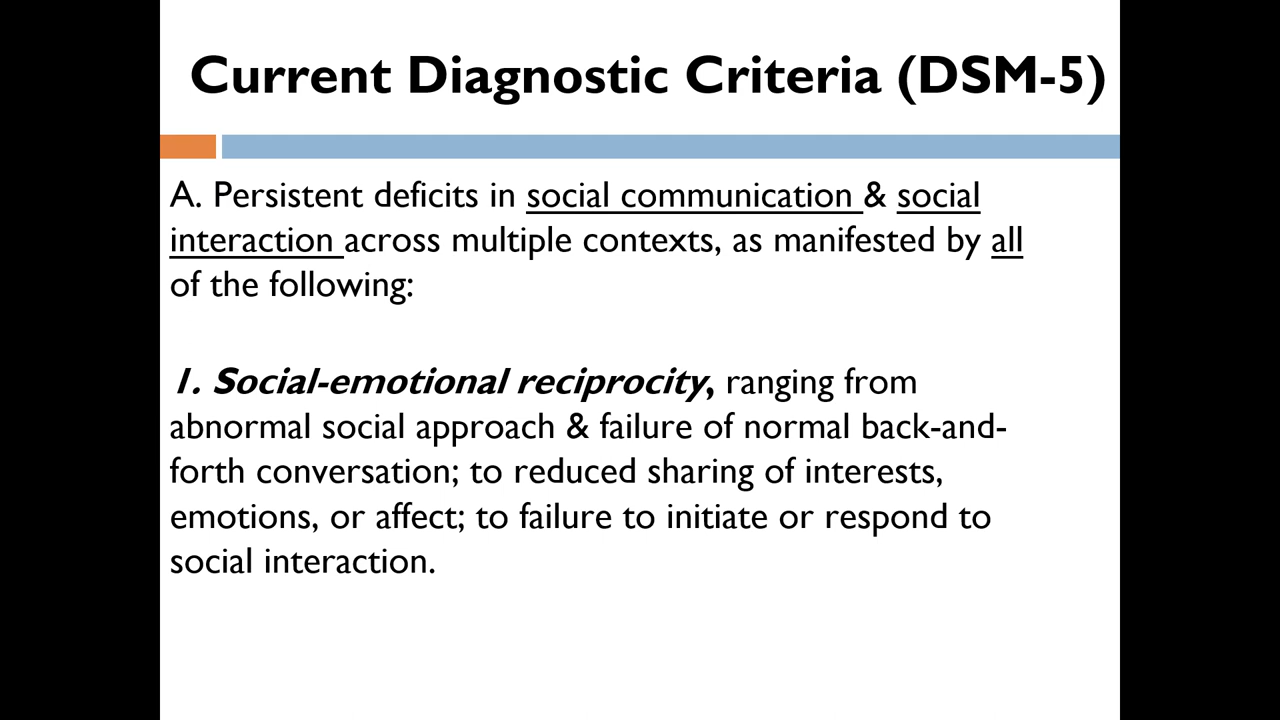 Current Diagnostic Criteria (DSM-5)
A. Persistent deficits in social communication & social
interaction across multiple contexts, as manifested by all
of the following:
1. Social-emotional reciprocity, ranging from
abnormal social approach & failure of normal back-and-
forth conversation; to reduced sharing of interests,
emotions, or affect; to failure to initiate or respond to
social interaction.